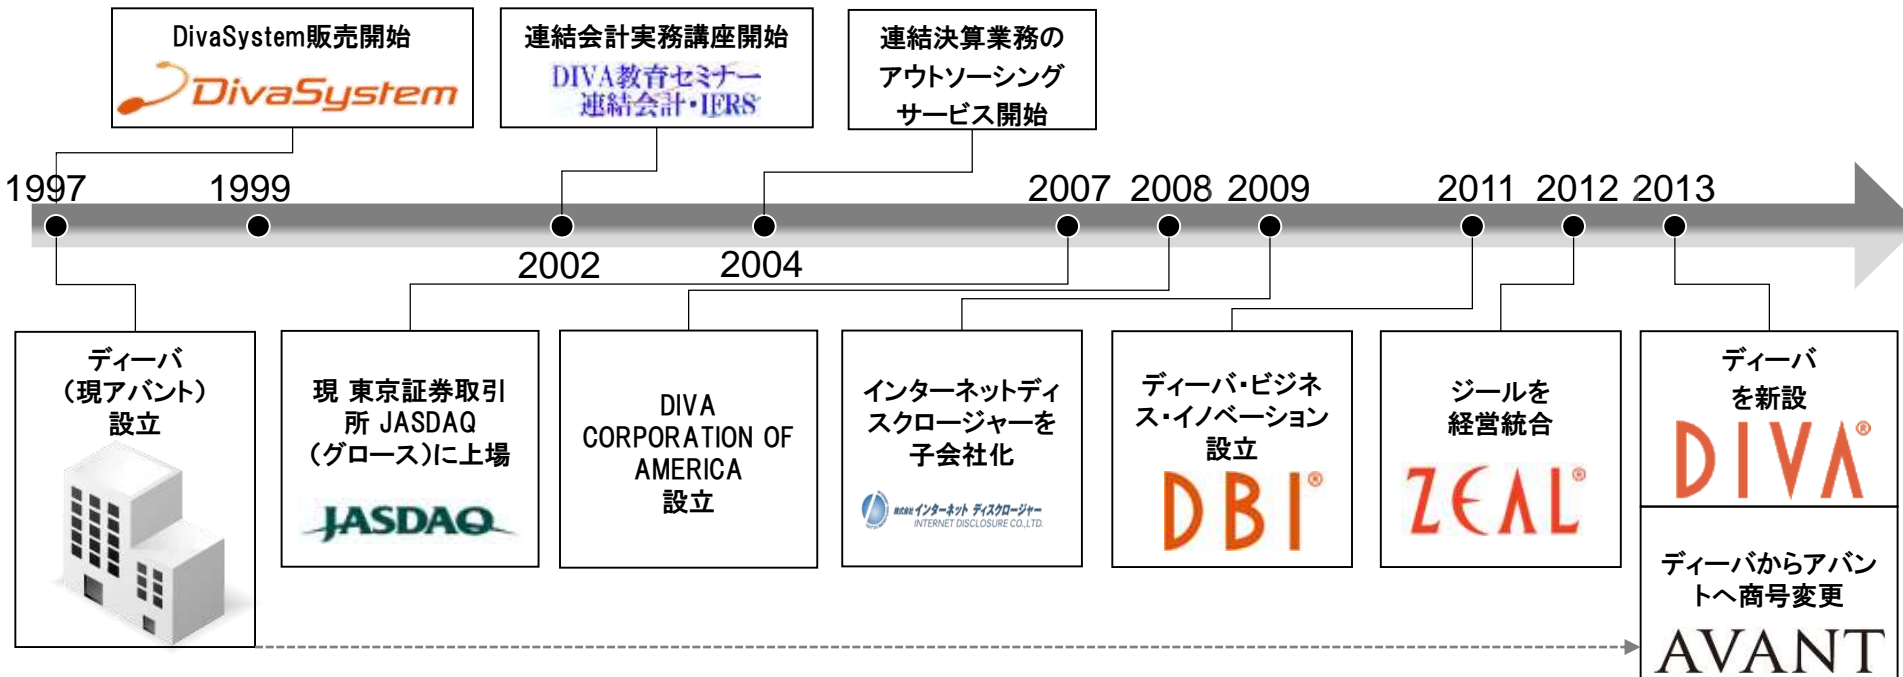 DivaSystem販売開始
DivaSystem
連結会計実務講座開始
DIVA教育セミナー
連結会計・IFRS
連結決算業務の
アウトソーシング
サービス開始
1997
1999
2002
2004
2007
2008
2009
2011
2012
2013
ディーバ
(現アバント)
設立
現 東京証券取引
所 JASDAQ
(グロース)に上場
JASDAQ
DIVA
CORPORATION OF
AMERICA
設立
インターネットディ
スクロージャーを
子会社化
株式会社 インターネット ディスクロージャー
INTERNET DISCLOSURE CO.,LTD.
ディーバ・ビジネ
ス・イノベーション
設立
DBI®
ジールを
経営統合
ZEAL®
ディーバ
を新設
DIVA®
ディーバからアバン
トへ商号変更
AVANT